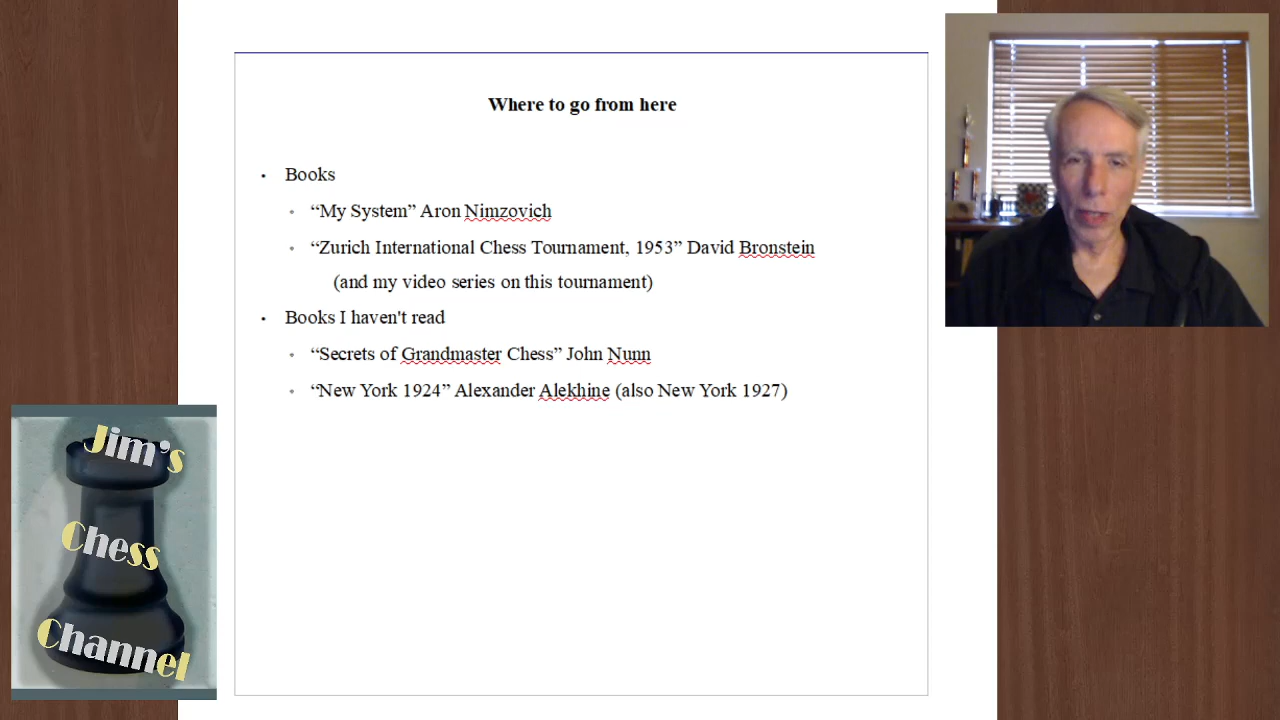 Where to go from here
• Books
◦ “My System” Aron Nimzovich
◦ “Zurich International Chess Tournament, 1953” David Bronstein
(and my video series on this tournament)
• Books I haven't read
◦ “Secrets of Grandmaster Chess” John Nunn
◦ “New York 1924” Alexander Alekhine (also New York 1927)
Jim’s
Chess
Channel